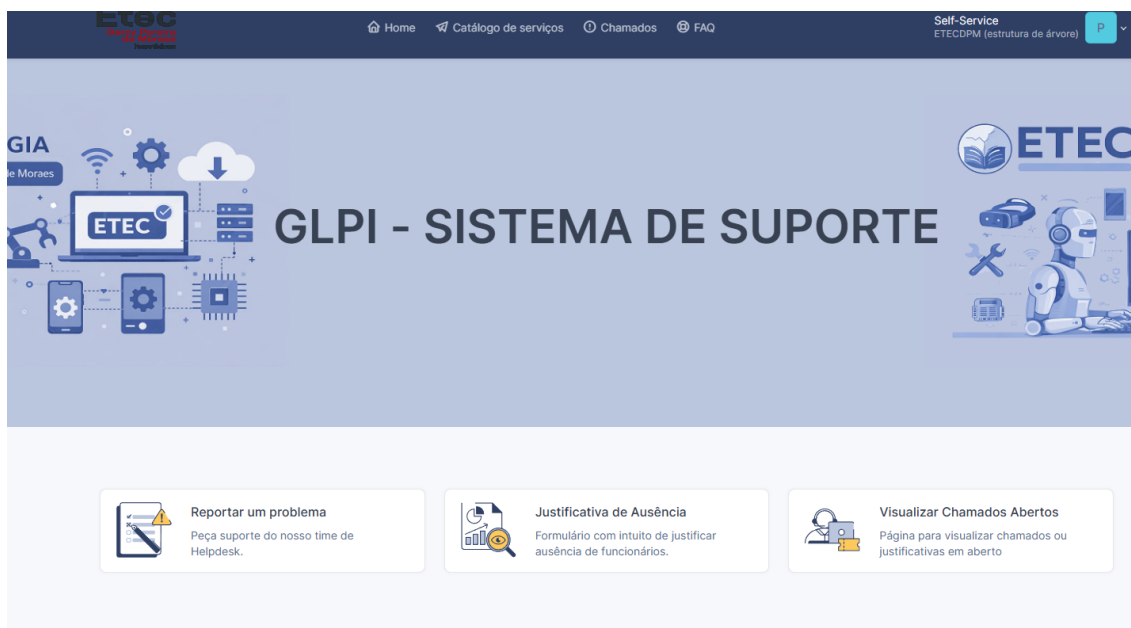 Etec
Home
Catálogo de serviços
Chamados
FAQ
Self-Service
ETECDPM (estrutura de árvore)
P
GIA
de Moraes
ETEC
GLPI - SISTEMA DE SUPORTE
ETEC
Reportar um problema
Peça suporte do nosso time de
Helpdesk.
Justificativa de Ausência
Formulário com intuito de justificar
ausência de funcionários.
Visualizar Chamados Abertos
Página para visualizar chamados ou
justificativas em aberto